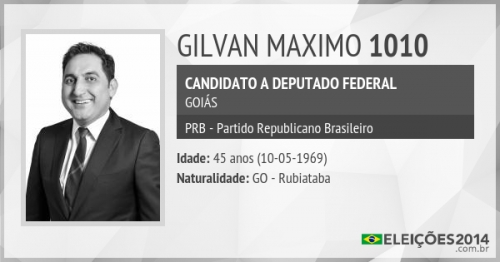 GILVAN MAXIMO 1010
CANDIDATO A DEPUTADO FEDERAL
GOIÁS
PRB - Partido Republicano Brasileiro
Idade: 45 anos (10-05-1969)
Naturalidade: GO - Rubiataba
ELEIÇÕES2014
.com.br